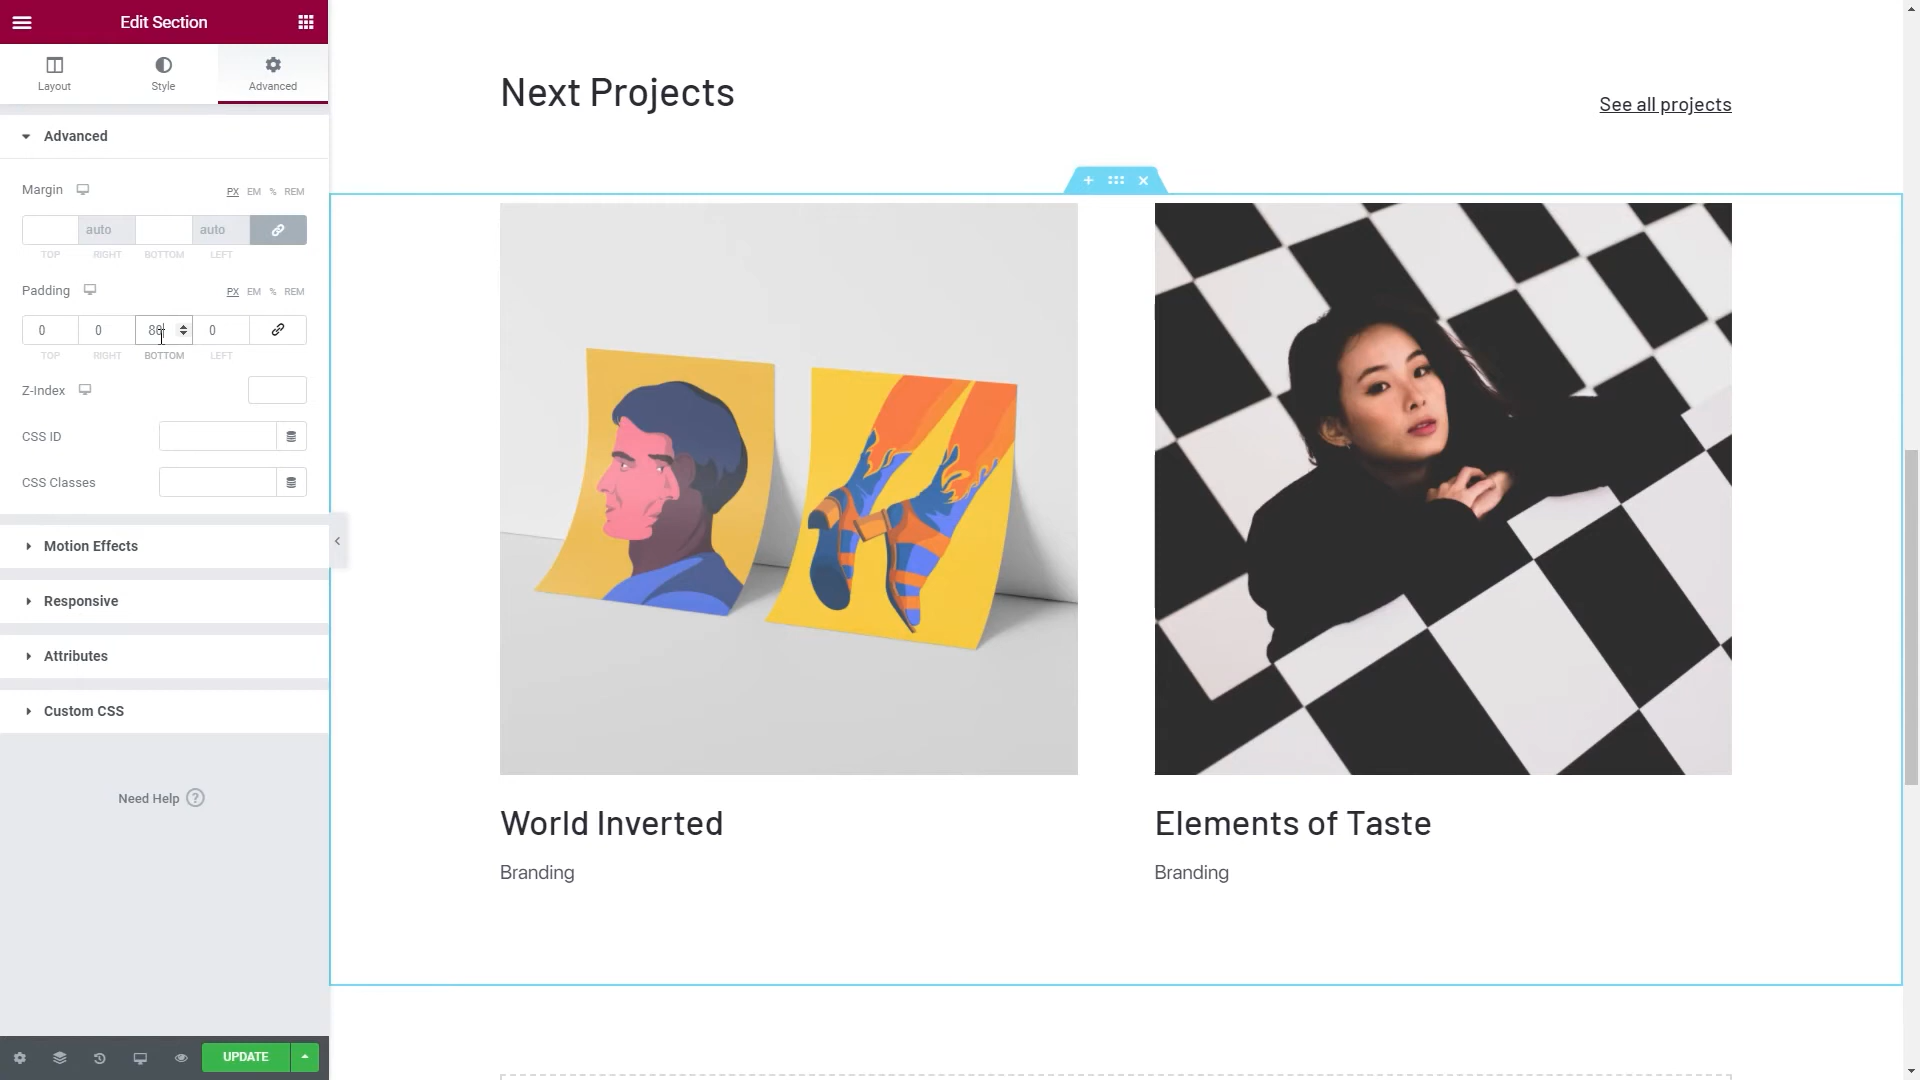 Edit Section
Layout
Style
Advanced
Advanced
Margin
PX EM % REM
auto
auto
TOP RIGHT BOTTOM LEFT
Padding
PX EM % REM
0
0
80
0
TOP RIGHT BOTTOM LEFT
Z-Index
CSS ID
CSS Classes
Motion Effects
Responsive
Attributes
Custom CSS
Need Help ?
UPDATE
Next Projects
See all projects
World Inverted
Branding
Elements of Taste
Branding